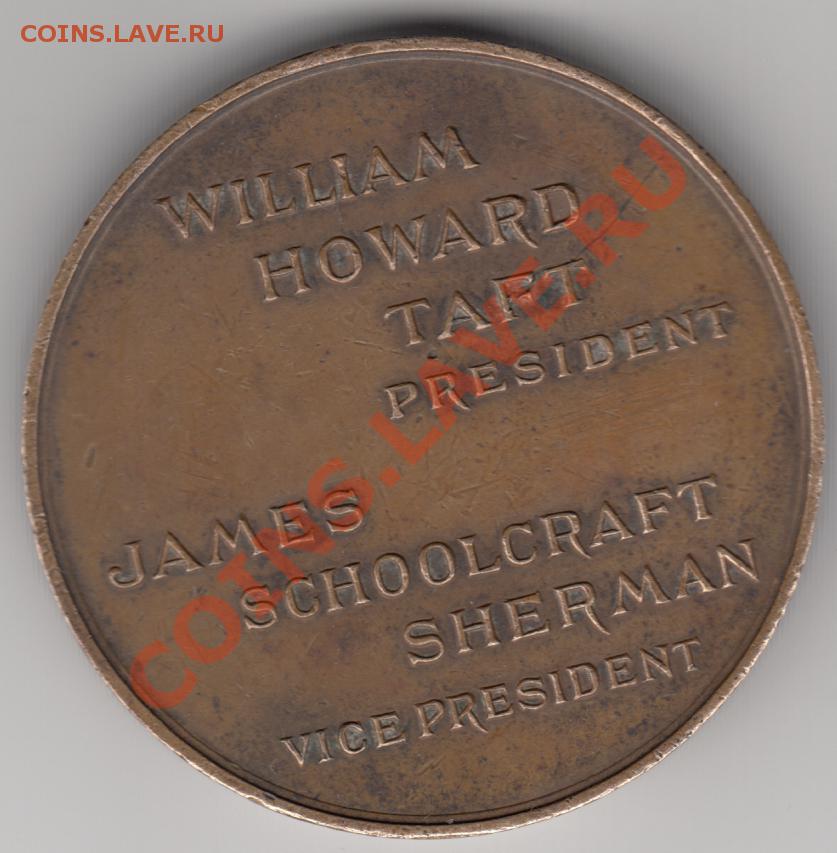 COINS.LAVE.RU
WILLIAM
HOWARD
TAFT
PRESIDENT
JAMES
SCHOOLCRAFT
SHERMAN
VICE PRESIDENT
COINS.LAVE.RU